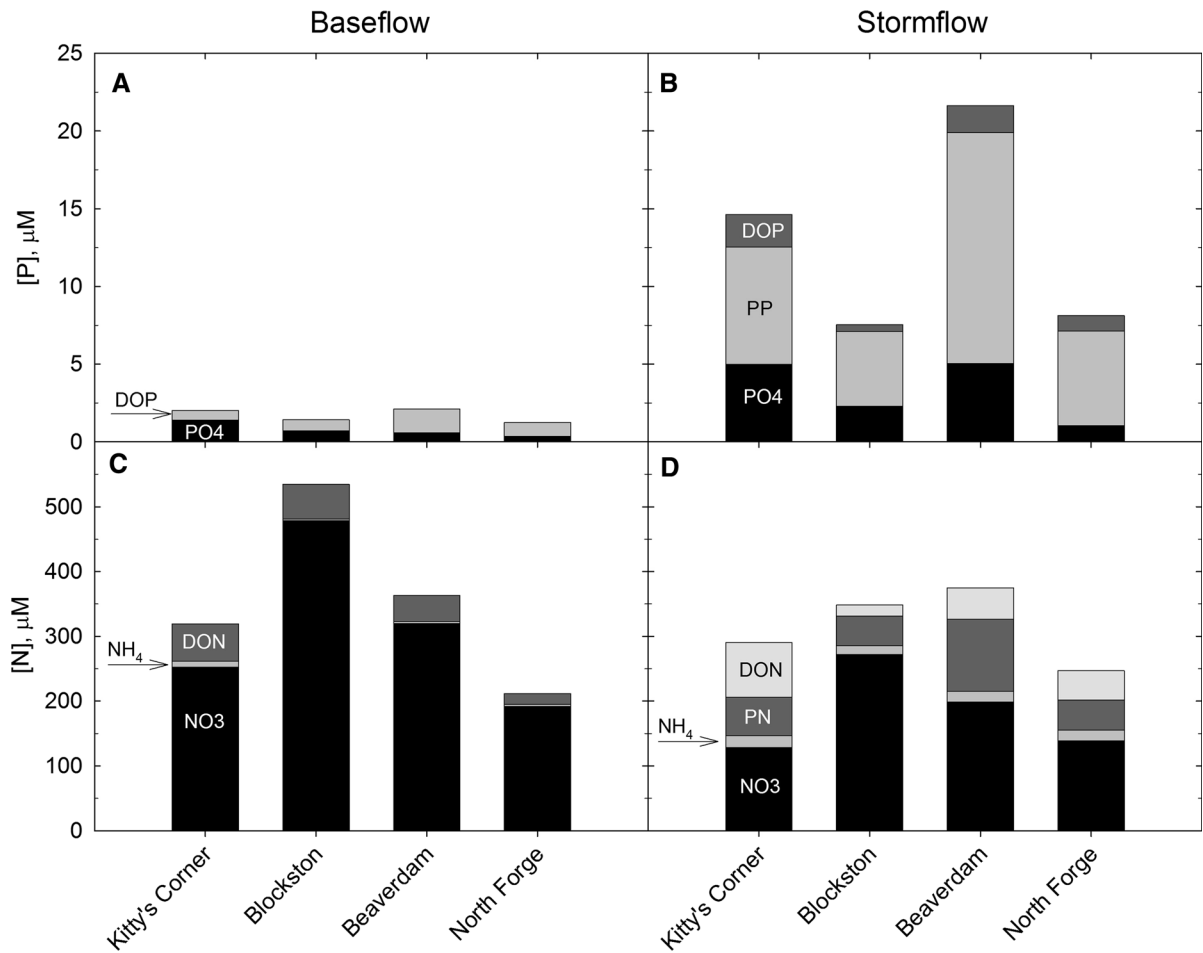 Baseflow
Stormflow
25
20
15
10
5
0
[P], μM
A
DOP
PO4
B
DOP
PP
PO4
500
400
300
200
100
0
[N], μM
C
DON
NH4
NO3
D
DON
PN
NH4
NO3
Kitty's Corner
Blockston
Beaverdam
North Forge
Kitty's Corner
Blockston
Beaverdam
North Forge